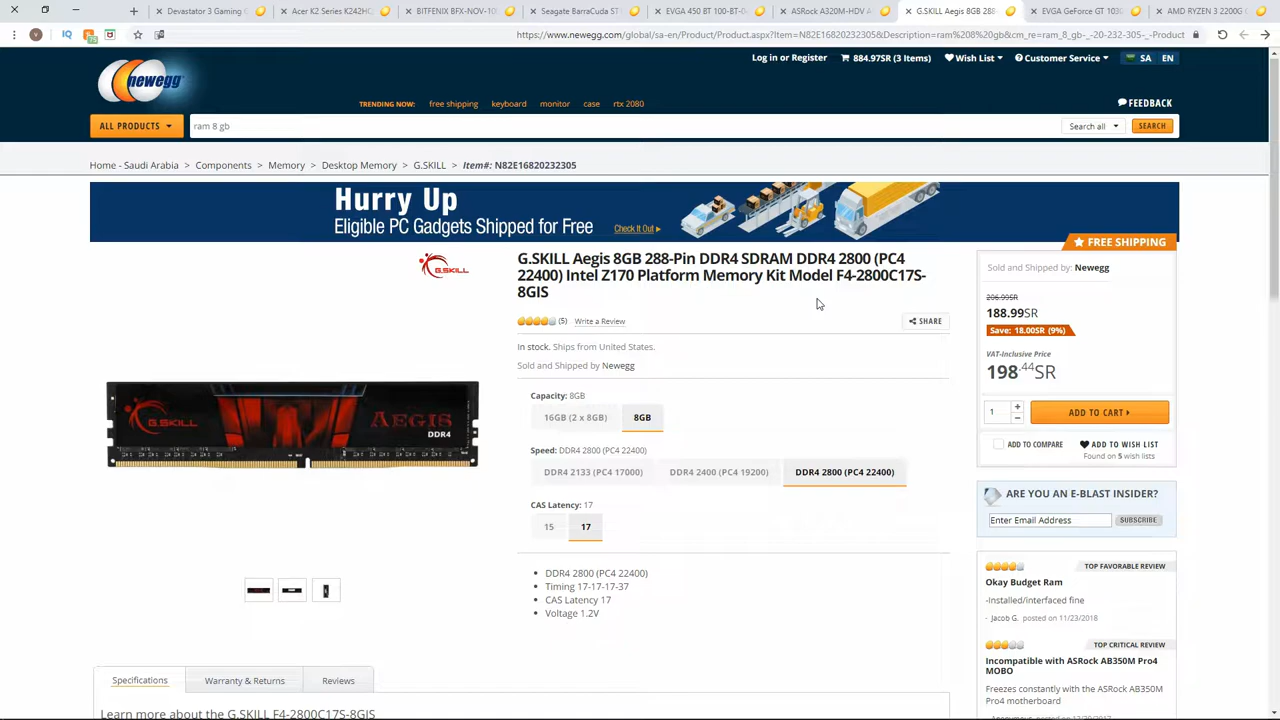 Devastator 3 Gaming C
Acer K2 Series K242HQ
BITFENIX BFX-NOV-10
Seagate BarraCuda ST
EVGA 450 BT 100-BT-0
ASRock A320M-HDV A
G.SKILL Aegis 8GB 288-
EVGA GeForce GT 103
AMD RYZEN 3 2200G
https://www.newegg.com/global/sa-en/Product/Product.aspx?Item=N82E16820232305&Description=ram%208%20gb&cm_re=ram_8_gb-_-20-232-305-_-Product
newegg
Log in or Register
884.97SR (3 Items)
Wish List
Customer Service
SA
EN
TRENDING NOW: free shipping keyboard monitor case rtx 2080
FEEDBACK
ALL PRODUCTS
ram 8 gb
Search all
SEARCH
Home - Saudi Arabia > Components > Memory > Desktop Memory > G.SKILL > Item#: N82E16820232305
Hurry Up
Eligible PC Gadgets Shipped for Free
Check It Out
G.SKILL
G.SKILL Aegis 8GB 288-Pin DDR4 SDRAM DDR4 2800 (PC4
22400) Intel Z170 Platform Memory Kit Model F4-2800C17S-
8GIS
(5) Write a Review
SHARE
In stock. Ships from United States.
Sold and Shipped by Newegg
Capacity: 8GB
16GB (2 x 8GB)
8GB
Speed: DDR4 2800 (PC4 22400)
DDR4 2133 (PC4 17000)
DDR4 2400 (PC4 19200)
DDR4 2800 (PC4 22400)
CAS Latency: 17
15
17
DDR4 2800 (PC4 22400)
Timing 17-17-17-37
CAS Latency 17
Voltage 1.2V
G.SKILL
AEGIS
DDR4
FREE SHIPPING
Sold and Shipped by: Newegg
206.99SR
188.99SR
Save: 18.00SR (9%)
VAT-Inclusive Price
198.44SR
1
ADD TO CART
ADD TO COMPARE
ADD TO WISH LIST
Found on 5 wish lists
ARE YOU AN E-BLAST INSIDER?
Enter Email Address
SUBSCRIBE
TOP FAVORABLE REVIEW
Okay Budget Ram
-Installed/interfaced fine
- Jacob G. posted on 11/23/2018
TOP CRITICAL REVIEW
Incompatible with ASRock AB350M Pro4
MOBO
Freezes constantly with the ASRock AB350M
Pro4 motherboard
Specifications
Warranty & Returns
Reviews
Learn more about the G.SKILL F4-2800C17S-8GIS